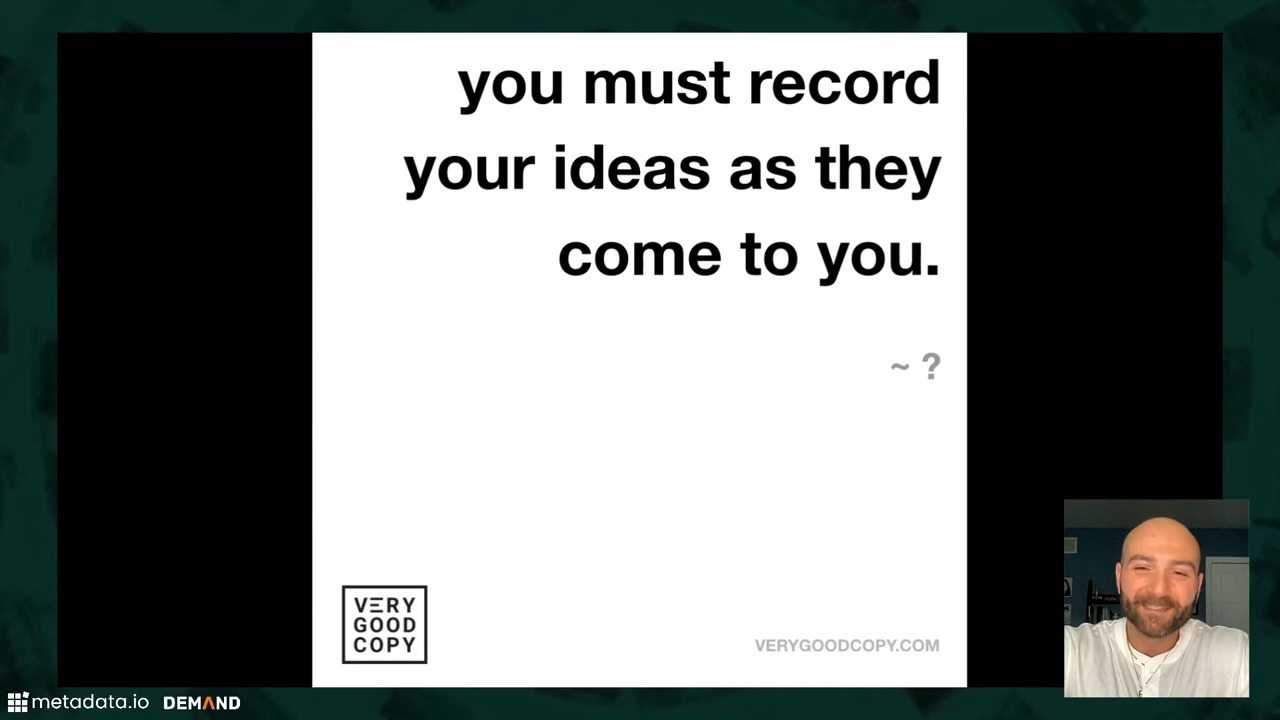 you must record
your ideas as they
come to you.
~ ?
VERY
GOOD
COPY
VERYGOODCOPY.COM
metadata.io DEMAND